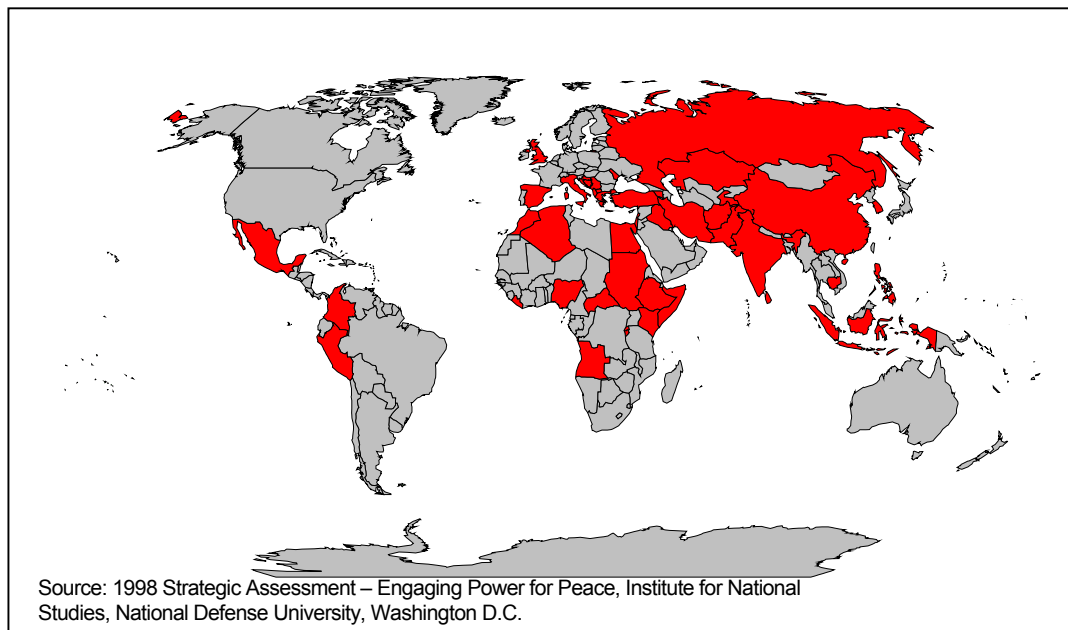 Source: 1998 Strategic Assessment – Engaging Power for Peace, Institute for National
Studies, National Defense University, Washington D.C.